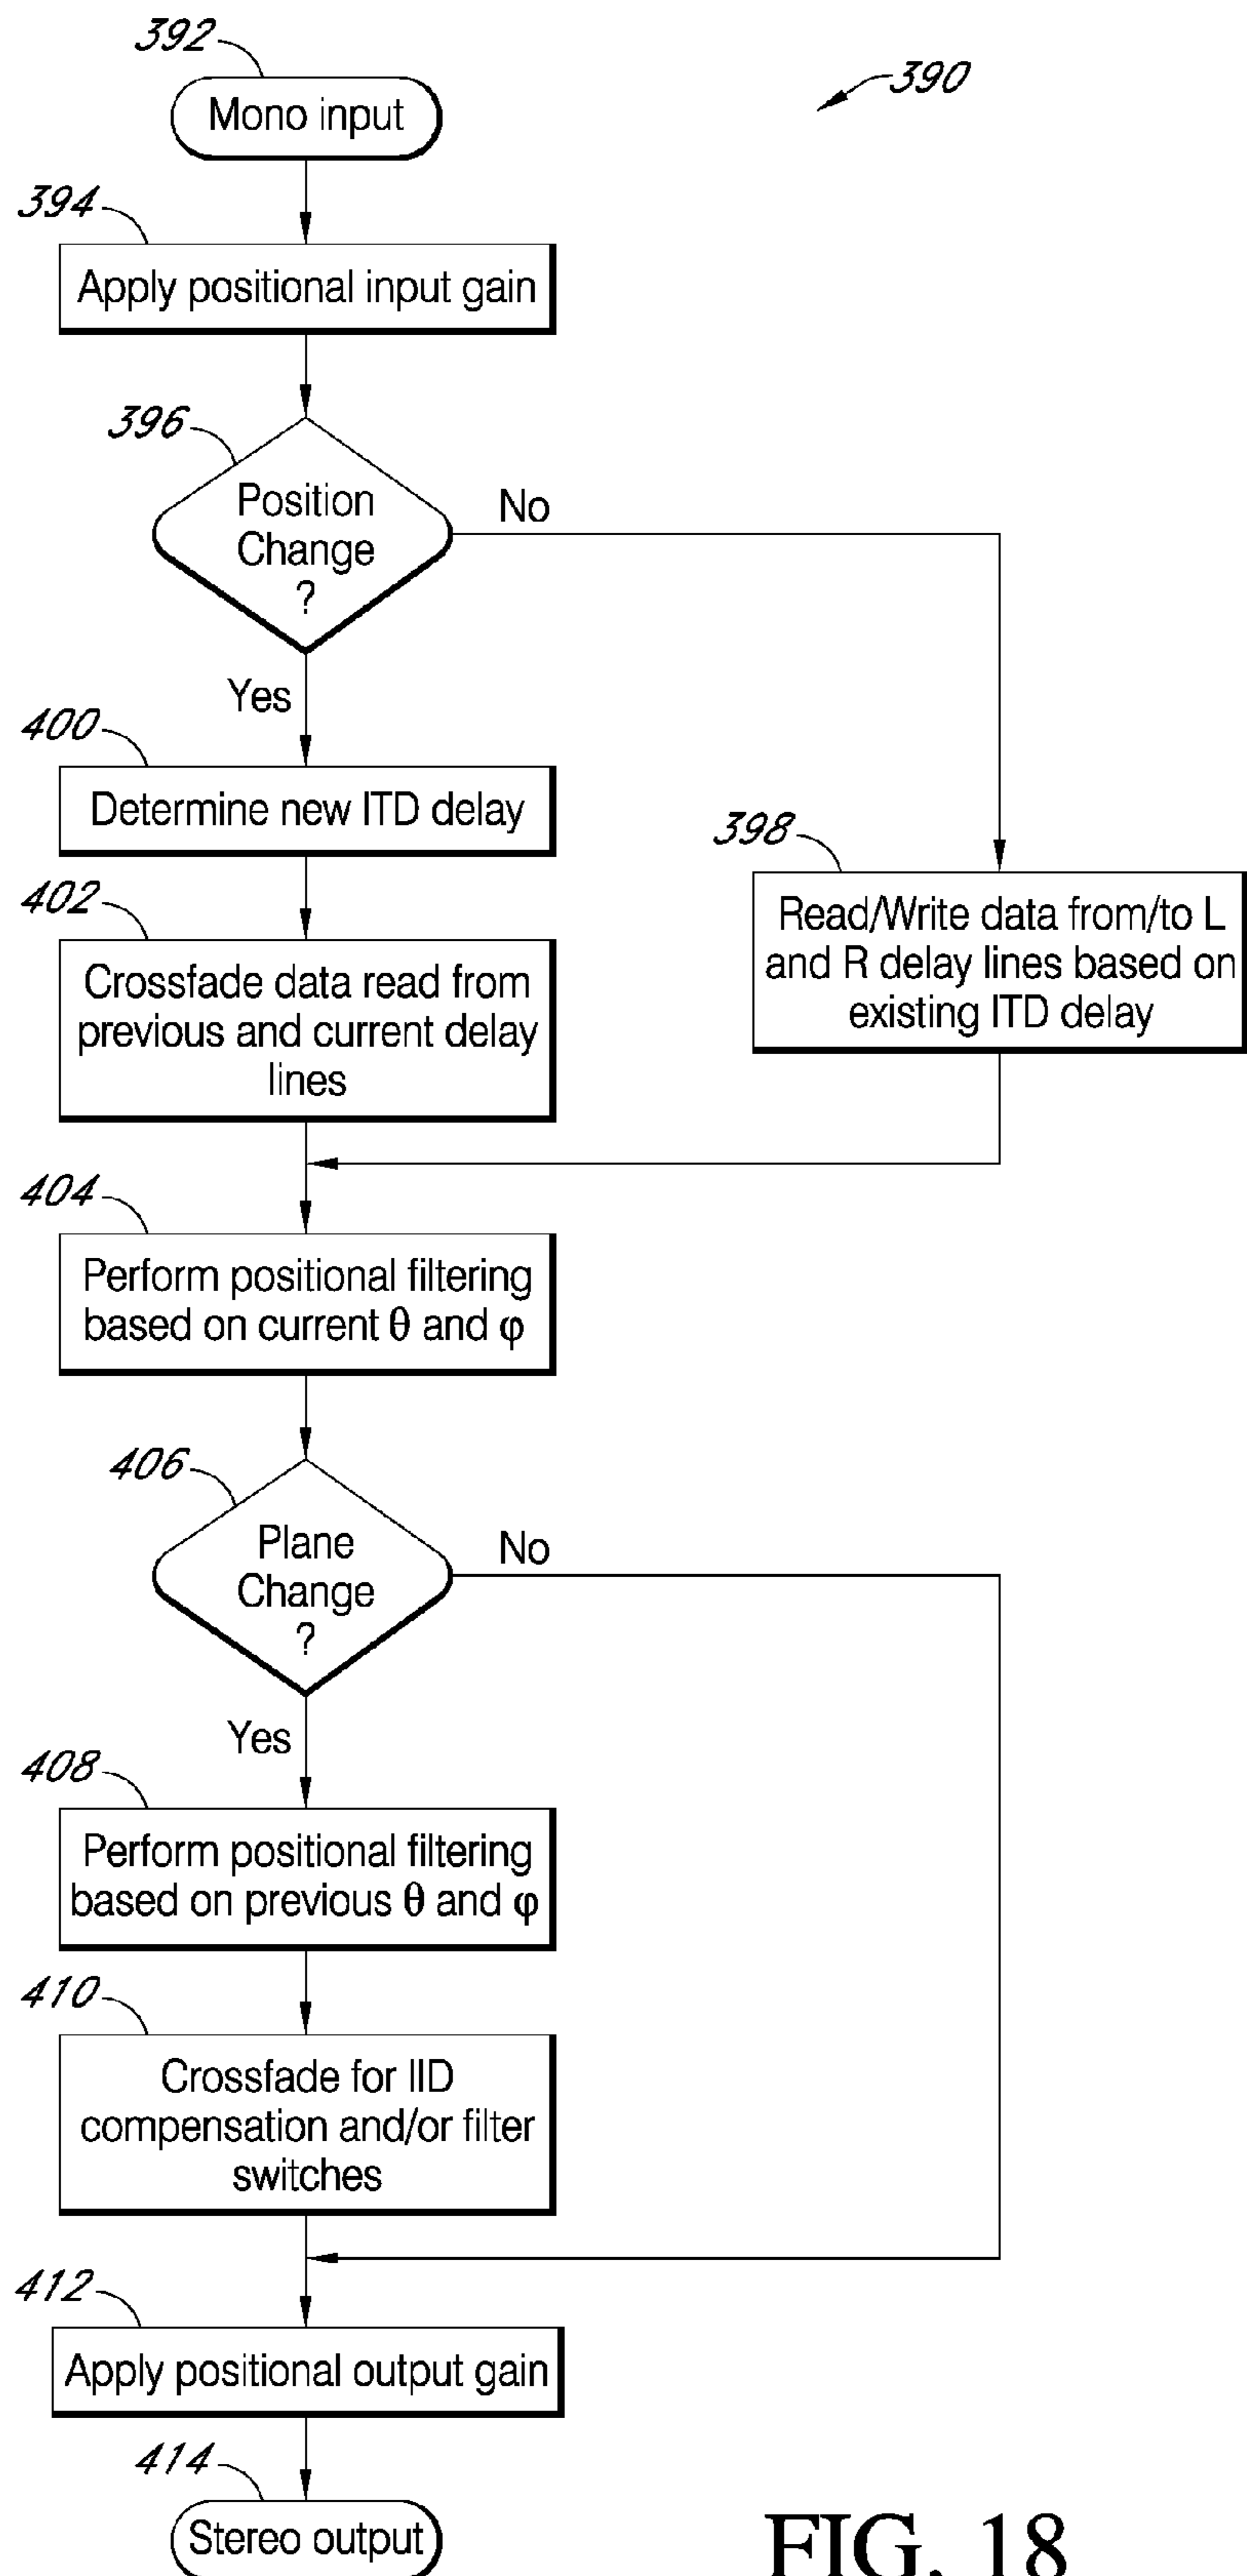 392
Mono input
390
394
Apply positional input gain
396
Position
Change
?
No
Yes
400
Determine new ITD delay
398
Read/Write data from/to L
and R delay lines based on
existing ITD delay
402
Crossfade data read from
previous and current delay
lines
404
Perform positional filtering
based on current θ and φ
406
Plane
Change
?
No
Yes
408
Perform positional filtering
based on previous θ and φ
410
Crossfade for IID
compensation and/or filter
switches
412
Apply positional output gain
414
Stereo output
FIG. 18